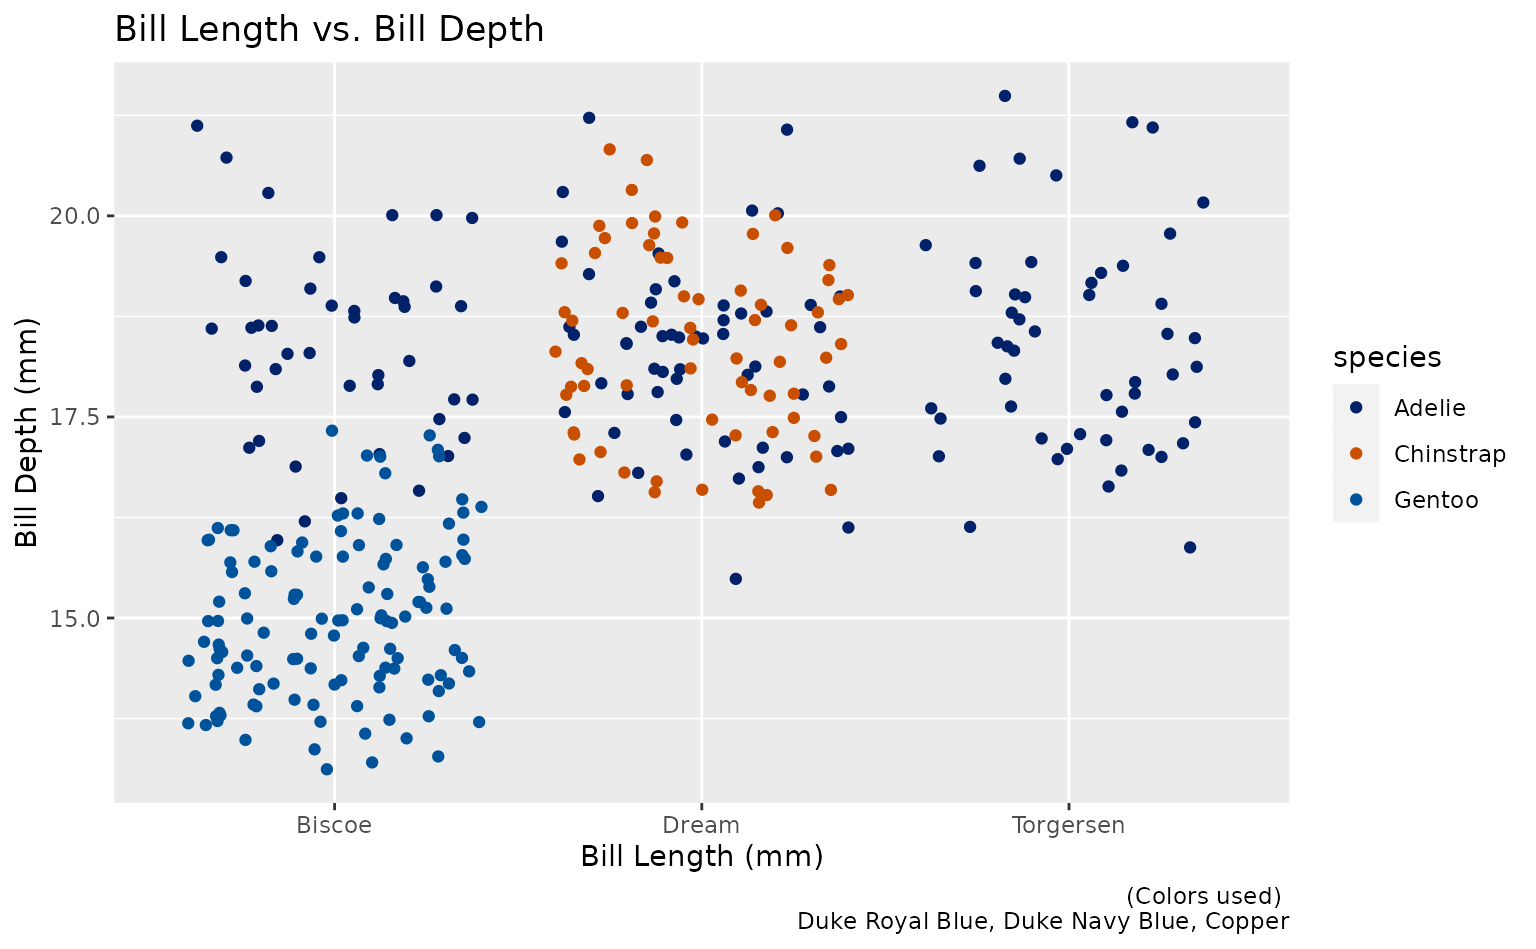 Bill Length vs. Bill Depth
Bill Depth (mm)
20.0
17.5
15.0
Biscoe
Dream
Torgersen
Bill Length (mm)
species
Adelie
Chinstrap
Gentoo
(Colors used)
Duke Royal Blue, Duke Navy Blue, Copper